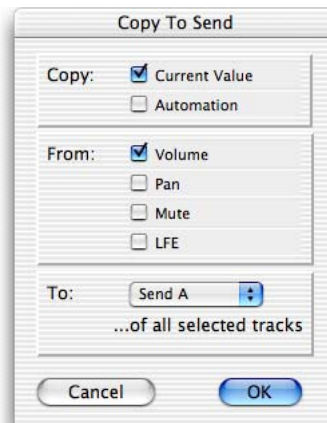 Copy To Send
Copy: Current Value
Automation
From: Volume
Pan
Mute
LFE
To: Send A
...of all selected tracks
Cancel OK